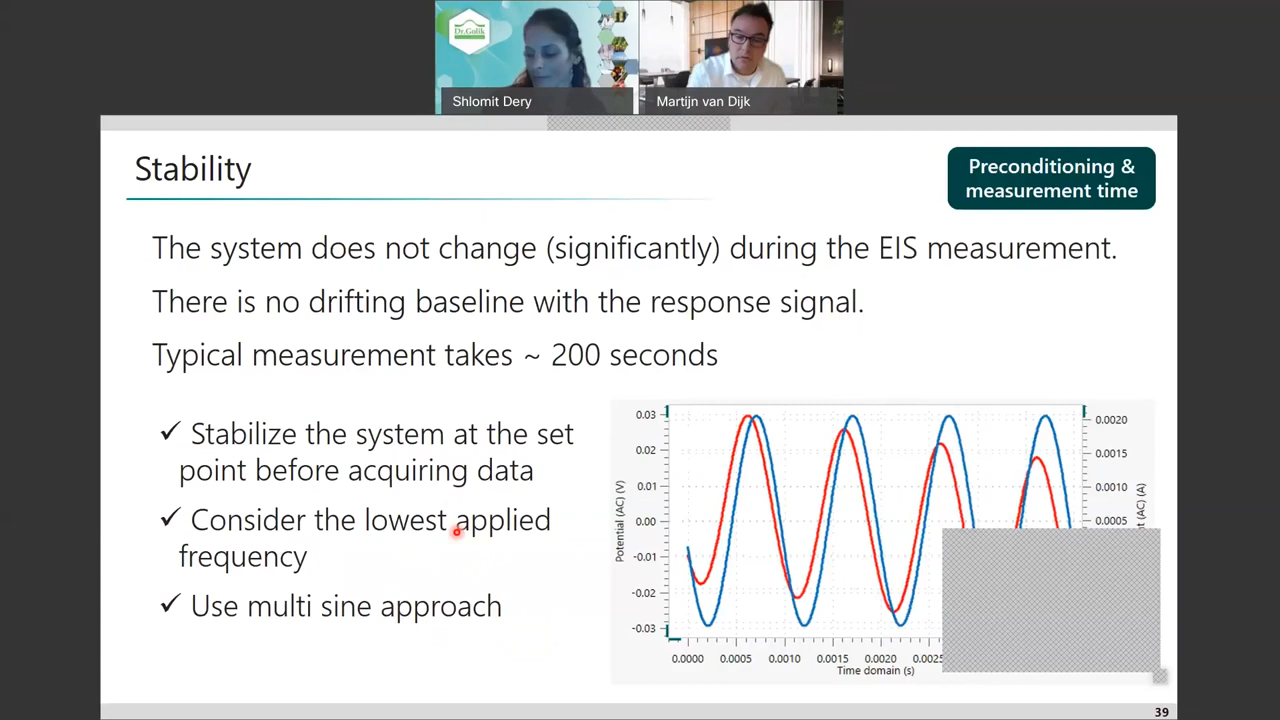 Dr.Golik
Shlomit Dery
Martijn van Dijk
Stability
Preconditioning &
measurement time
The system does not change (significantly) during the EIS measurement.
There is no drifting baseline with the response signal.
Typical measurement takes ~ 200 seconds
✓ Stabilize the system at the set
point before acquiring data
✓ Consider the lowest applied
frequency
✓ Use multi sine approach
Potential (AC) (V)
0.03
0.02
0.01
0.00
-0.01
-0.02
-0.03
0.0020
0.0015
0.0010
0.0005
(AC) (A)
0.0000 0.0005 0.0010 0.0015 0.0020 0.0025
Time domain (s)
39